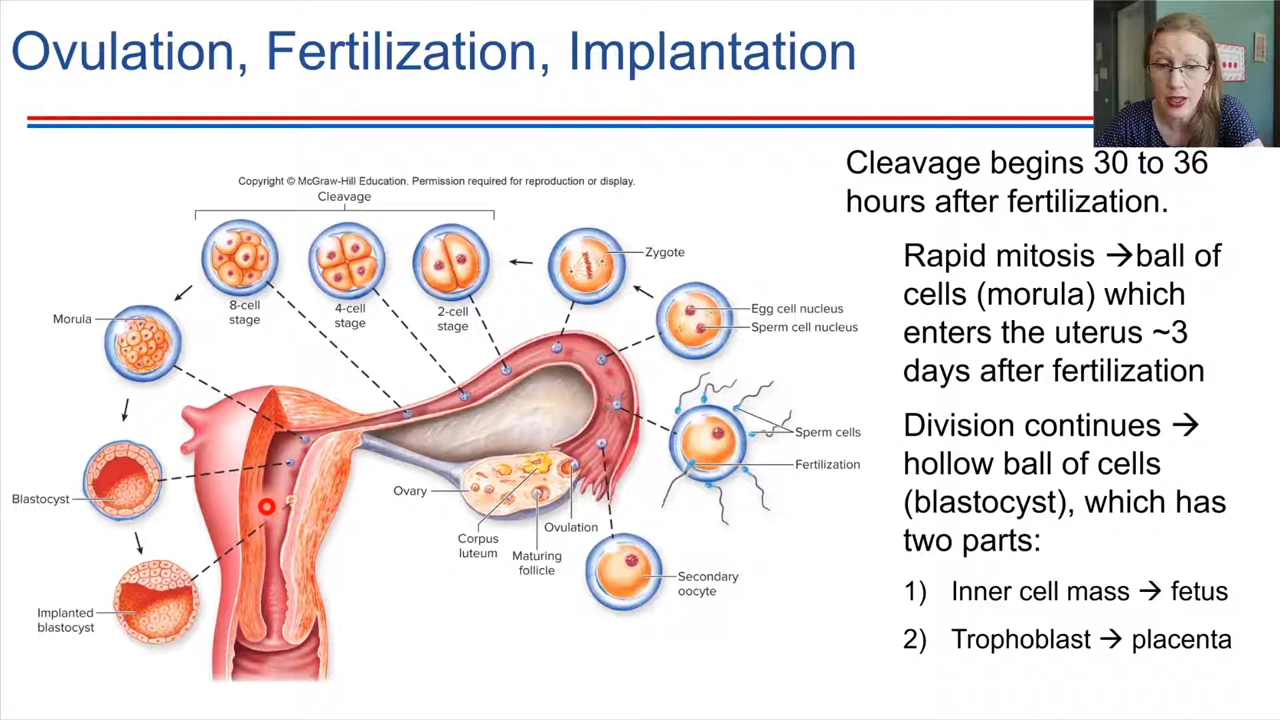 Ovulation, Fertilization, Implantation
Copyright © McGraw-Hill Education. Permission required for reproduction or display.
Cleavage
Zygote
Egg cell nucleus
Sperm cell nucleus
8-cell
stage
4-cell
stage
2-cell
stage
Morula
Sperm cells
Fertilization
Blastocyst
Ovary
Ovulation
Corpus
luteum
Maturing
follicle
Secondary
oocyte
Implanted
blastocyst
Cleavage begins 30 to 36
hours after fertilization.
Rapid mitosis → ball of
cells (morula) which
enters the uterus ~3
days after fertilization
Division continues →
hollow ball of cells
(blastocyst), which has
two parts:
1) Inner cell mass → fetus
2) Trophoblast → placenta